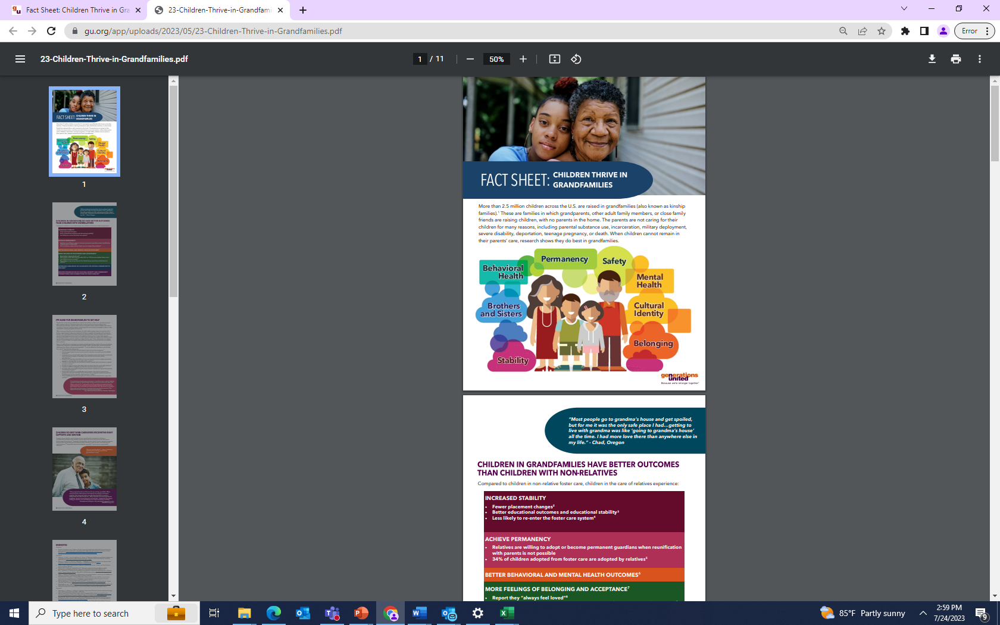 Fact Sheet: Children Thrive in Gra
23-Children-Thrive-in-Grandfami
gu.org/app/uploads/2023/05/23-Children-Thrive-in-Grandfamilies.pdf
Error
23-Children-Thrive-in-Grandfamilies.pdf
1 / 11
50%
1
2
3
4
FACT SHEET: CHILDREN THRIVE IN
GRANDFAMILIES
More than 2.5 million children across the U.S. are raised in grandfamilies (also known as kinship
families).¹ These are families in which grandparents, other adult family members, or close family
friends are raising children, with no parents in the home. The parents are not caring for their
children for many reasons, including parental substance use, incarceration, military deployment,
severe disability, deportation, teenage pregnancy, or death. When children cannot remain in
their parents' care, research shows they do best in grandfamilies.
Permanency
Safety
Behavioral
Health
Mental
Health
Brothers
and Sisters
Cultural
Identity
Belonging
Stability
generations
united
Because we're stronger together
"Most people go to grandma's house and get spoiled,
but for me it was the only safe place I had...getting to
live with grandma was like 'going to grandma's house'
all the time. I had more love there than anywhere else in
my life." - Chad, Oregon
CHILDREN IN GRANDFAMILIES HAVE BETTER OUTCOMES
THAN CHILDREN WITH NON-RELATIVES
Compared to children in non-relative foster care, children in the care of relatives experience:
INCREASED STABILITY
• Fewer placement changes²
• Better educational outcomes and educational stability³
• Less likely to re-enter the foster care system⁴
ACHIEVE PERMANENCY
• Relatives are willing to adopt or become permanent guardians when reunification
with parents is not possible
• 34% of children adopted from foster care are adopted by relatives⁵
BETTER BEHAVIORAL AND MENTAL HEALTH OUTCOMES⁶
MORE FEELINGS OF BELONGING AND ACCEPTANCE⁷
• Report they "always feel loved"⁸
Type here to search
85°F Partly sunny
2:59 PM
7/24/2023
9